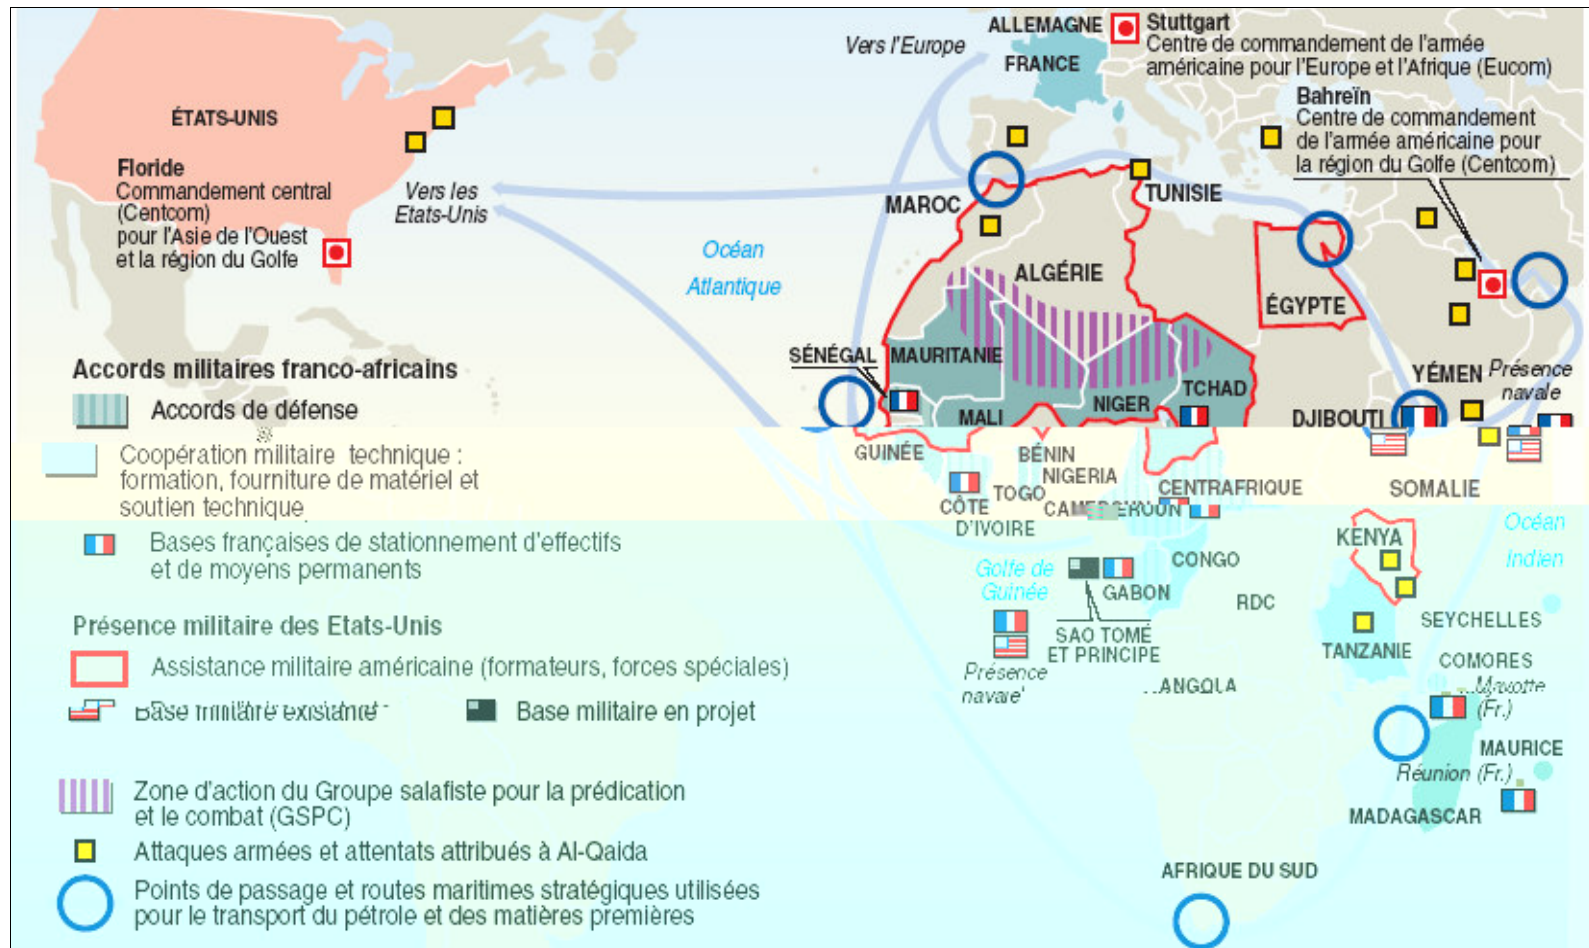 ALLEMAGNE
Stuttgart
Centre de commandement de l'armée
américaine pour l'Europe et l'Afrique (Eucom)
Vers l'Europe
FRANCE
Bahreïn
Centre de commandement
de l'armée américaine pour
la région du Golfe (Centcom)
ÉTATS-UNIS
Floride
Commandement central
(Centcom)
pour l'Asie de l'Ouest
et la région du Golfe
Vers les
Etats-Unis
MAROC
TUNISIE
Océan
Atlantique
ALGÉRIE
ÉGYPTE
SÉNÉGAL
MAURITANIE
MALI
NIGER
TCHAD
DJIBOUTI
YÉMEN
Présence
navale
Accords militaires franco-africains
Accords de défense
Coopération militaire technique :
formation, fourniture de matériel et
soutien technique
Bases françaises de stationnement d'effectifs
et de moyens permanents
GUINÉE
BÉNIN
NIGERIA
TOGO
CÔTE
D'IVOIRE
CAMEROUN
CENTRAFRIQUE
SOMALIE
KENYA
Océan
Indien
Golfe de
Guinée
GABON
CONGO
RDC
SAO TOMÉ
ET PRINCIPE
Présence
navale
ANGOLA
SEYCHELLES
TANZANIE
COMORES
Mayotte
(Fr.)
MAURICE
Réunion (Fr.)
MADAGASCAR
AFRIQUE DU SUD
Présence militaire des Etats-Unis
Assistance militaire américaine (formateurs, forces spéciales)
Base militaire existante
Base militaire en projet
Zone d'action du Groupe salafiste pour la prédication
et le combat (GSPC)
Attaques armées et attentats attribués à Al-Qaida
Points de passage et routes maritimes stratégiques utilisées
pour le transport du pétrole et des matières premières